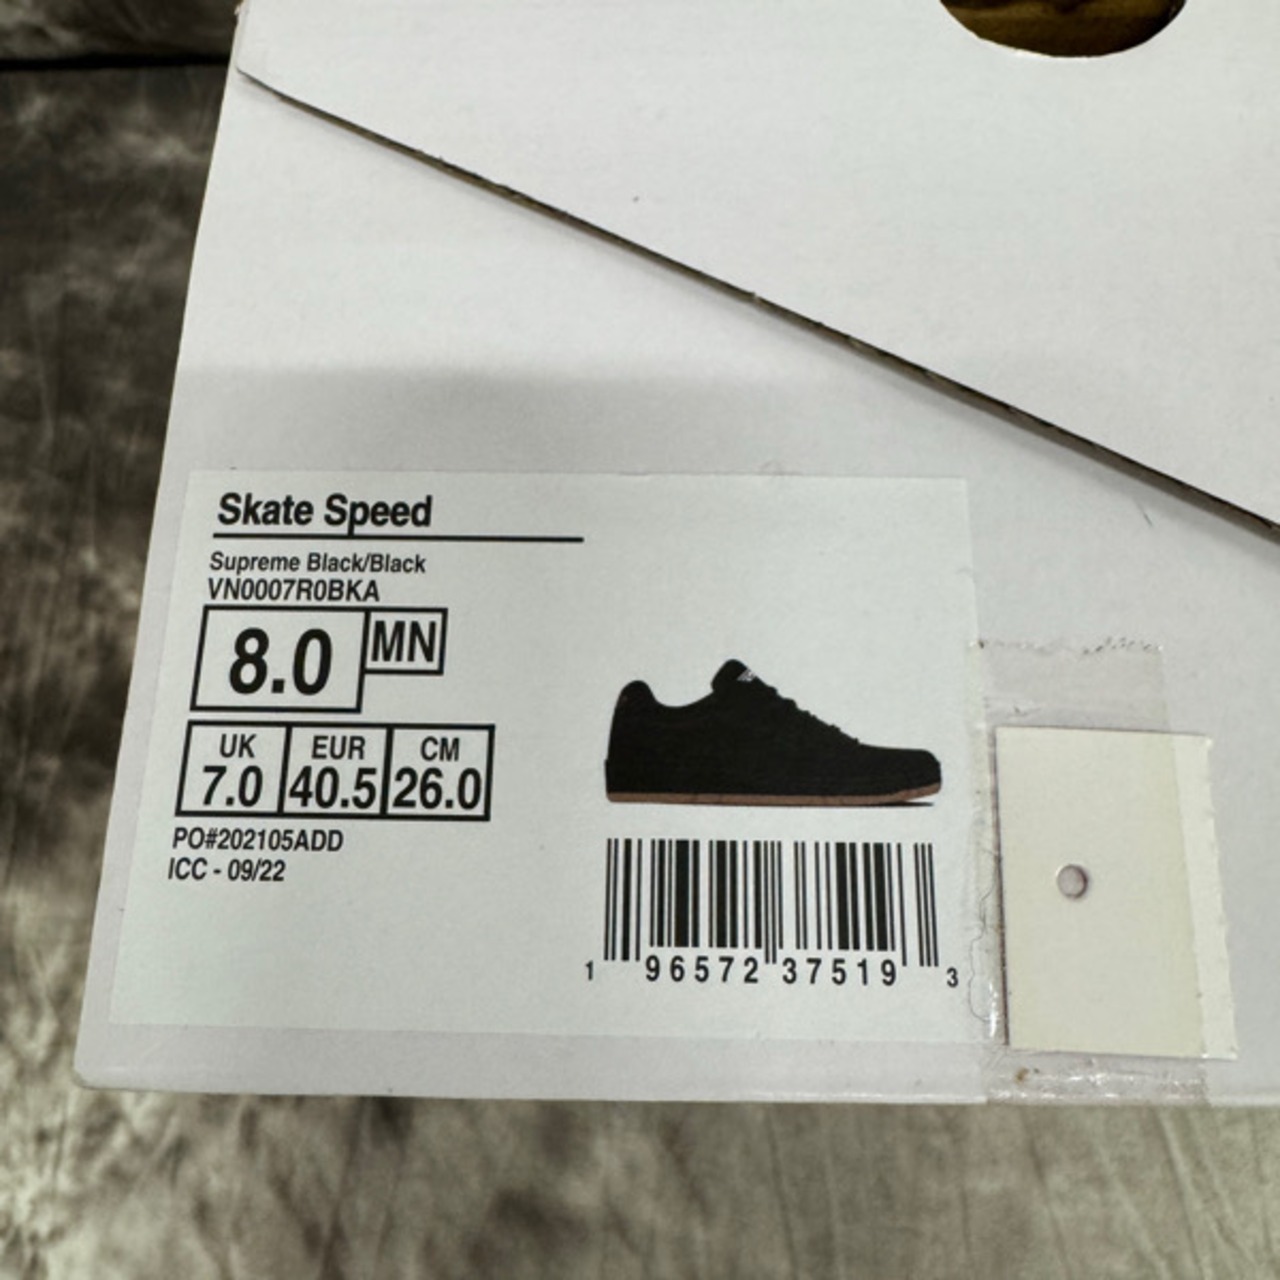 Skate Speed
Supreme Black/Black
VN0007R0BKA
8.0 MN
UK EUR CM
7.0 40.5 26.0
PO#202105ADD
ICC - 09/22
1 96572 37519 3